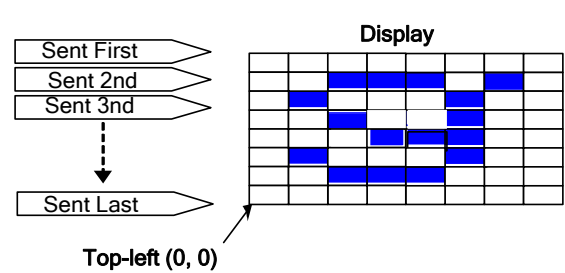 Display
Sent First
Sent 2nd
Sent 3nd
Sent Last
Top-left (0, 0)